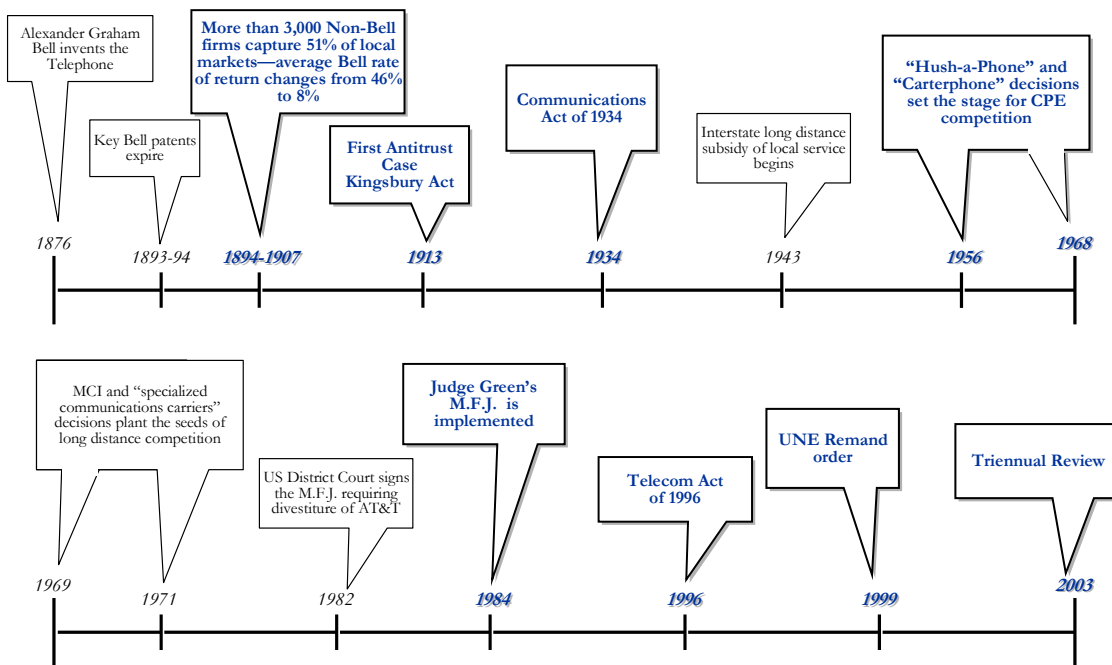 Alexander Graham
Bell invents the
Telephone
Key Bell patents
expire
More than 3,000 Non-Bell
firms capture 51% of local
markets—average Bell rate
of return changes from 46%
to 8%
First Antitrust
Case
Kingsbury Act
Communications
Act of 1934
Interstate long distance
subsidy of local service
begins
“Hush-a-Phone” and
“Carterphone” decisions
set the stage for CPE
competition
1876
1893-94
1894-1907
1913
1934
1943
1956
1968
MCI and “specialized
communications carriers”
decisions plant the seeds of
long distance competition
US District Court signs
the M.F.J. requiring
divestiture of AT&T
Judge Green’s
M.F.J. is
implemented
Telecom Act
of 1996
UNE Remand
order
Triennual Review
1969
1971
1982
1984
1996
1999
2003